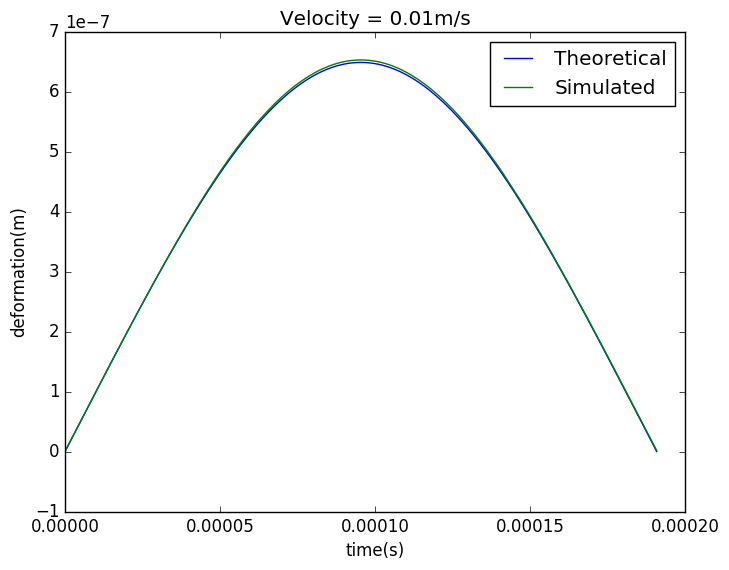 Velocity = 0.01m/s
1e−7
7
6
5
4
3
2
1
0
−1
deformation(m)
Theoretical
Simulated
0.00000
0.00005
0.00010
0.00015
0.00020
time(s)